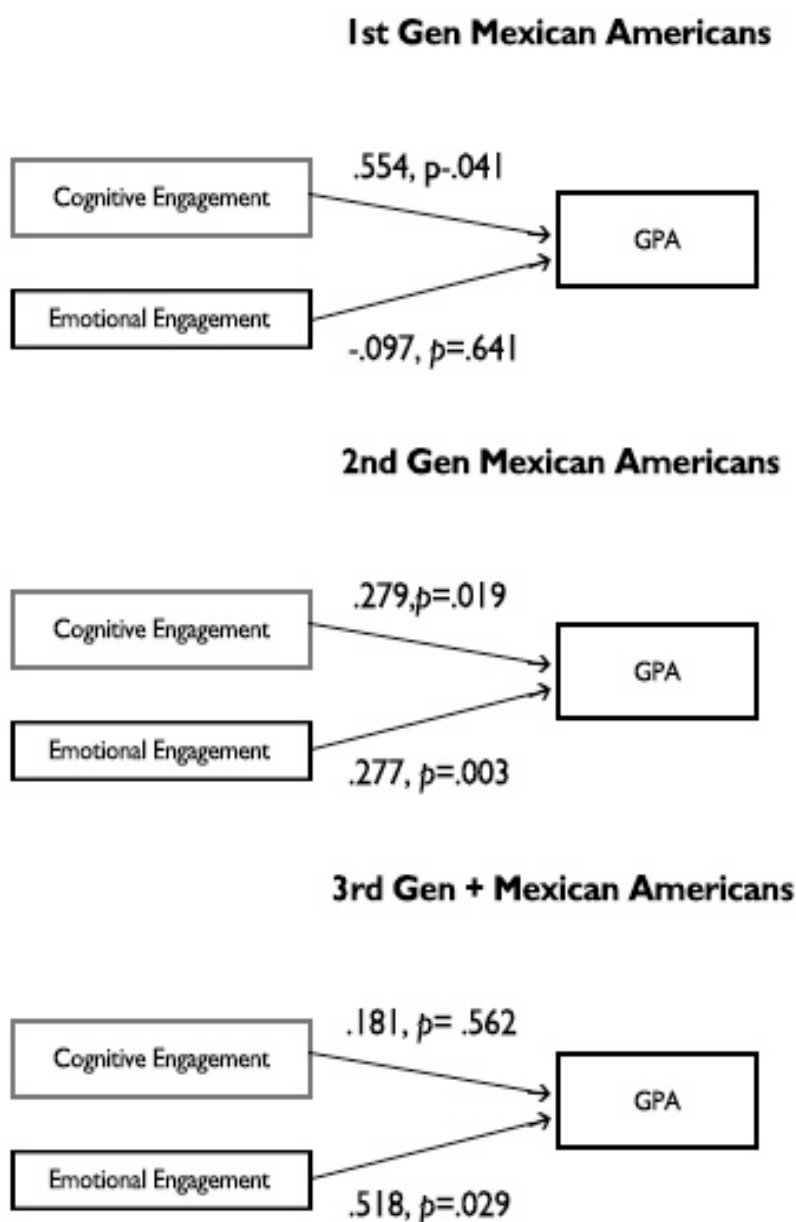 1st Gen Mexican Americans
.554, p-.041
Cognitive Engagement
GPA
Emotional Engagement
-.097, p=.641
2nd Gen Mexican Americans
.279,p=.019
Cognitive Engagement
GPA
Emotional Engagement
.277, p=.003
3rd Gen + Mexican Americans
.181, p= .562
Cognitive Engagement
GPA
Emotional Engagement
.518, p=.029